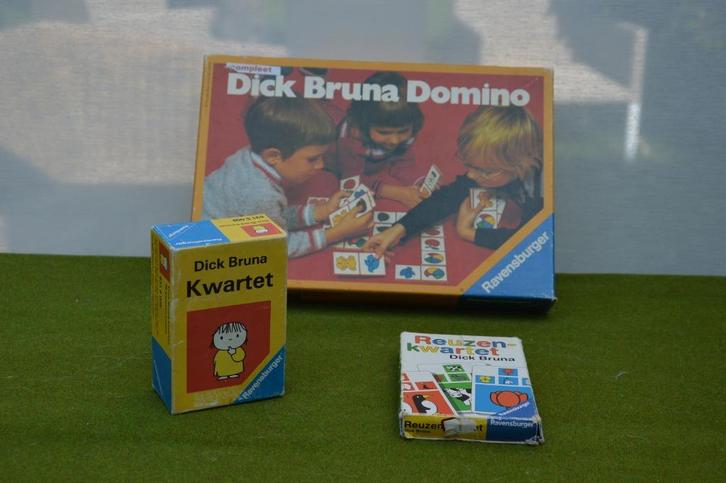 compleet
Dick Bruna Domino
Ravensburger
Dick Bruna
Kwartet
Ravensburger
Reuzen-
kwartet
Dick Bruna
Ravensburger